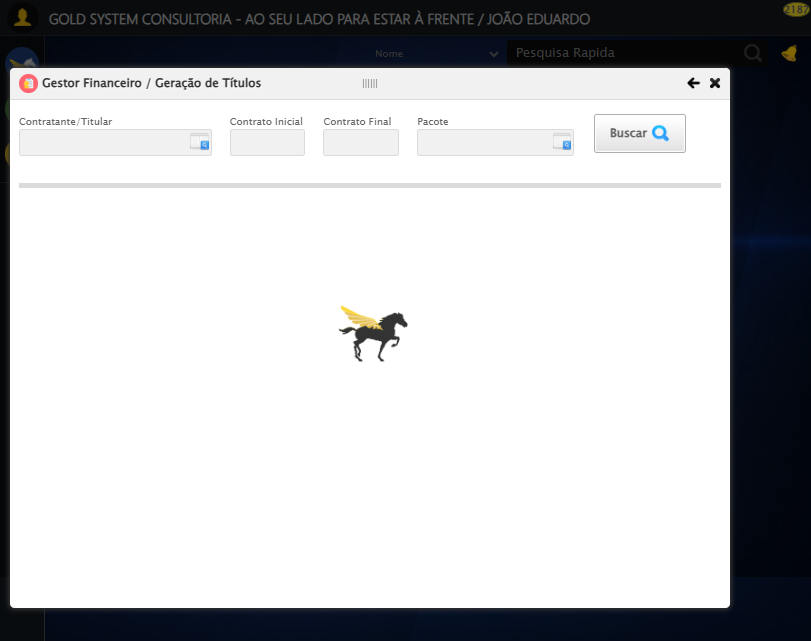 GOLD SYSTEM CONSULTORIA - AO SEU LADO PARA ESTAR À FRENTE / JOÃO EDUARDO
2187
Nome
Pesquisa Rapida
Gestor Financeiro / Geração de Títulos
Contratante/Titular
Contrato Inicial
Contrato Final
Pacote
Buscar